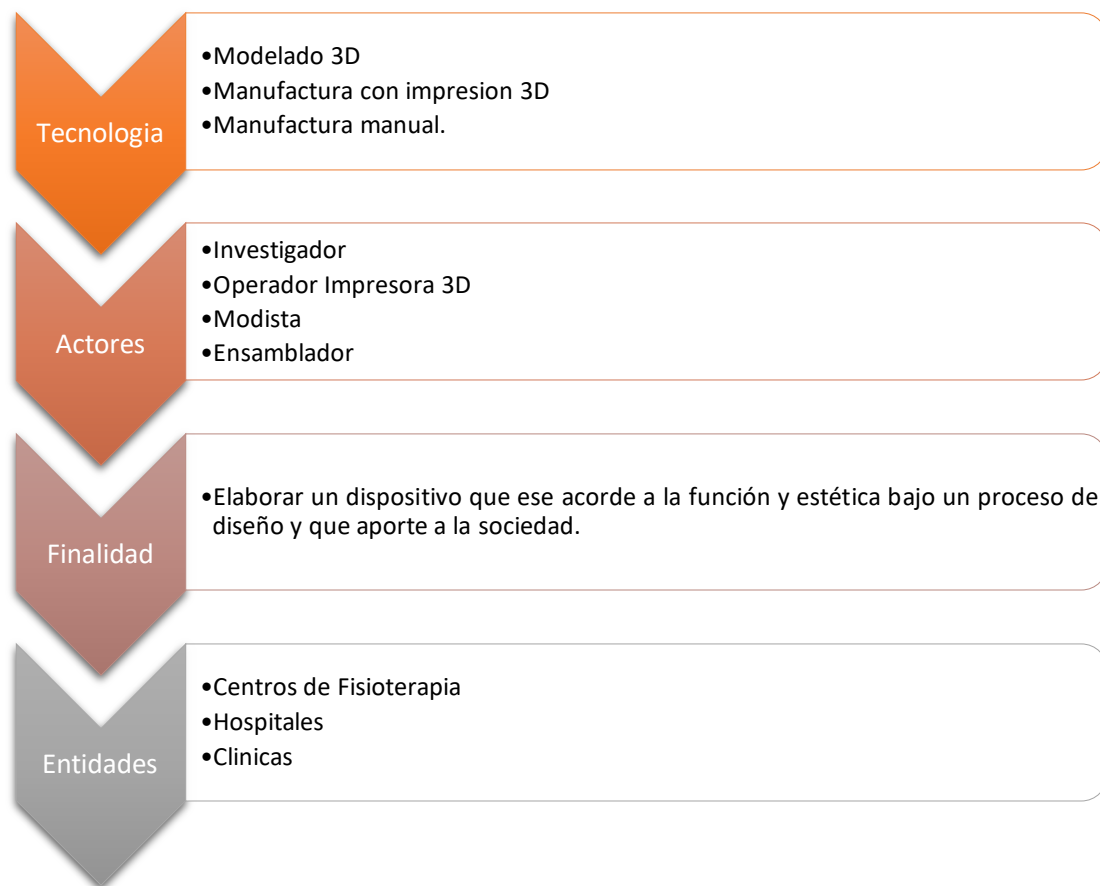 Tecnologia
•Modelado 3D
•Manufactura con impresion 3D
•Manufactura manual.
Actores
•Investigador
•Operador Impresora 3D
•Modista
•Ensamblador
Finalidad
•Elaborar un dispositivo que ese acorde a la función y estética bajo un proceso de
diseño y que aporte a la sociedad.
Entidades
•Centros de Fisioterapia
•Hospitales
•Clinicas